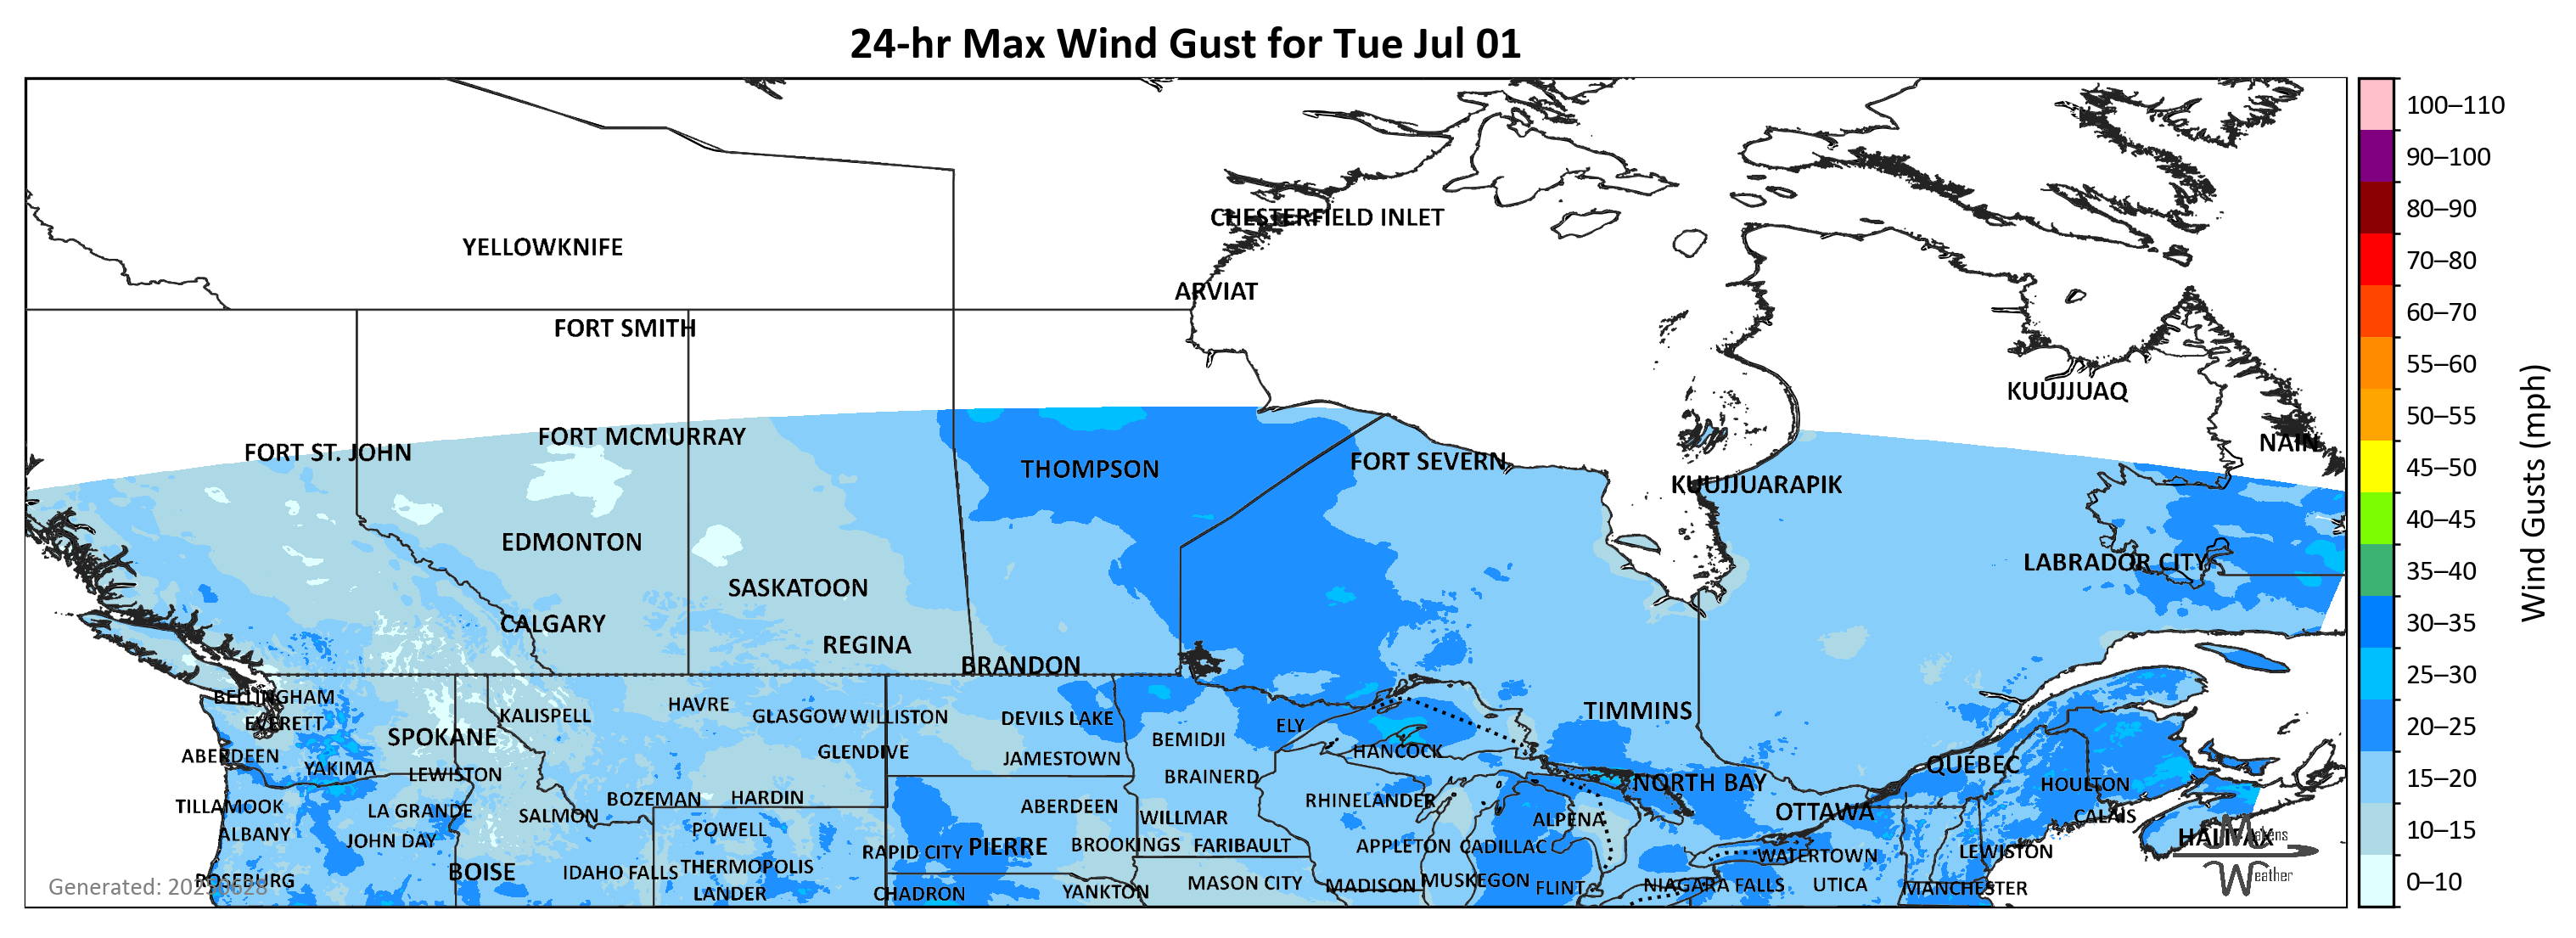 24-hr Max Wind Gust for Tue Jul 01
100–110
90–100
CHESTERFIELD INLET
80–90
YELLOWKNIFE
70–80
ARVIAT
60–70
FORT SMITH
55–60
KUUJJUAQ
50–55
FORT MCMURRAY
NAIN
FORT ST. JOHN
45–50
THOMPSON
FORT SEVERN
KUUJJUARAPIK
40–45
Wind Gusts (mph)
EDMONTON
LABRADOR CITY
35–40
SASKATOON
CALGARY
30–35
REGINA
BRANDON
25–30
BELLINGHAM
HAVRE
KALISPELL
GLASGOW
WILLISTON
DEVILS LAKE
TIMMINS
EVERETT
ELY
20–25
SPOKANE
BEMIDJI
ABERDEEN
GLENDIVE
JAMESTOWN
HANCOCK
YAKIMA
LEWISTON
BRAINERD
QUEBEC
15–20
NORTH BAY
HOULTON
TILLAMOOK
LA GRANDE
SALMON
BOZEMAN
HARDIN
ABERDEEN
WILLMAR
RHINELANDER
OTTAWA
CALAIS
ALBANY
JOHN DAY
POWELL
ALPENA
10–15
HALIFAX
Makens
Weather
RAPID CITY
PIERRE
BROOKINGS
FARIBAULT
APPLETON
CADILLAC
WATERTOWN
LEWISTON
BOISE
IDAHO FALLS
THERMOPOLIS
ROSEBURG
MASON CITY
MADISON
MUSKEGON
FLINT
NIAGARA FALLS
UTICA
MANCHESTER
0–10
LANDER
CHADRON
YANKTON
Generated: